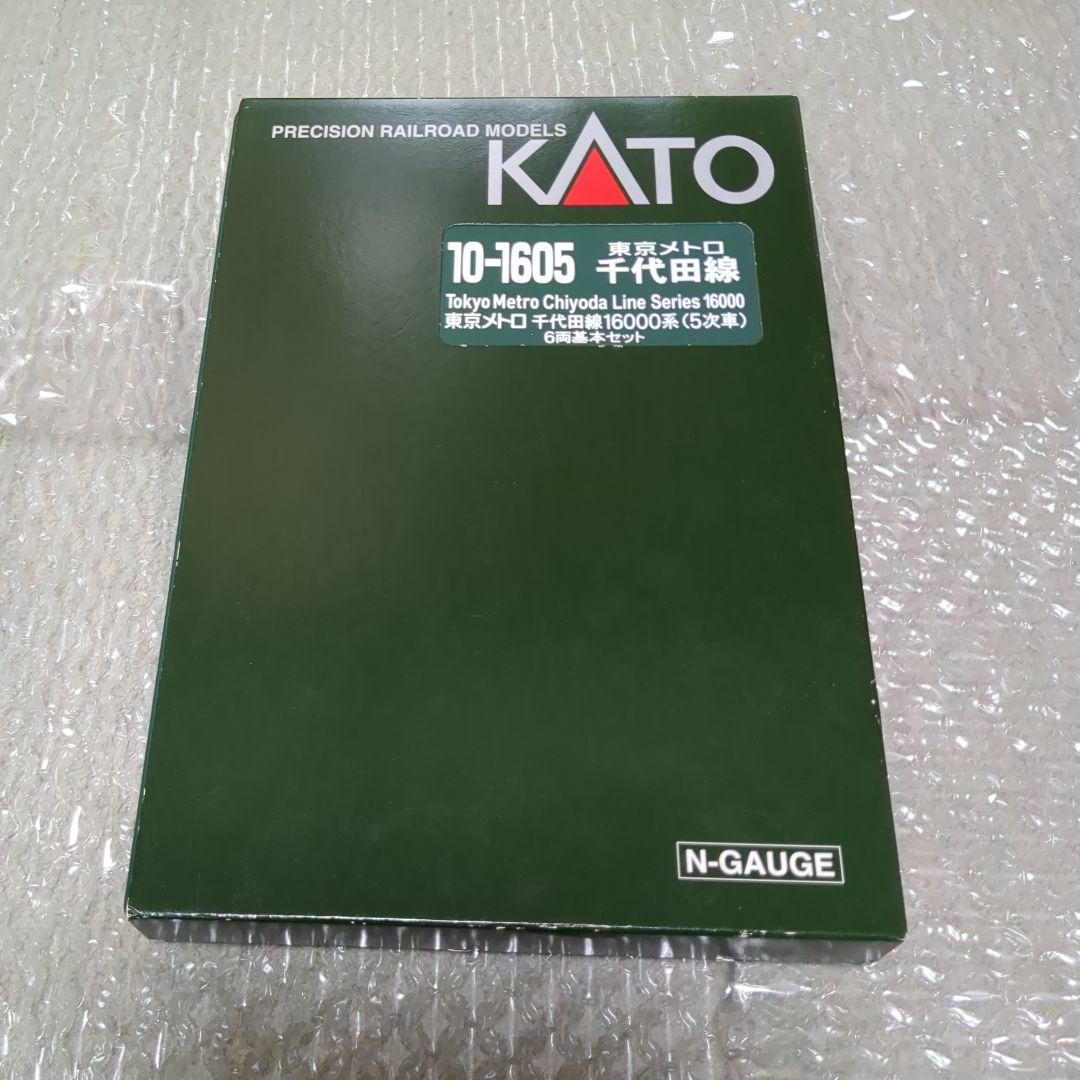 PRECISION RAILROAD MODELS
KATO
10-1605
東京メトロ
千代田線
Tokyo Metro Chiyoda Line Series 16000
東京メトロ 千代田線16000系(5次車)
6両基本セット
N-GAUGE